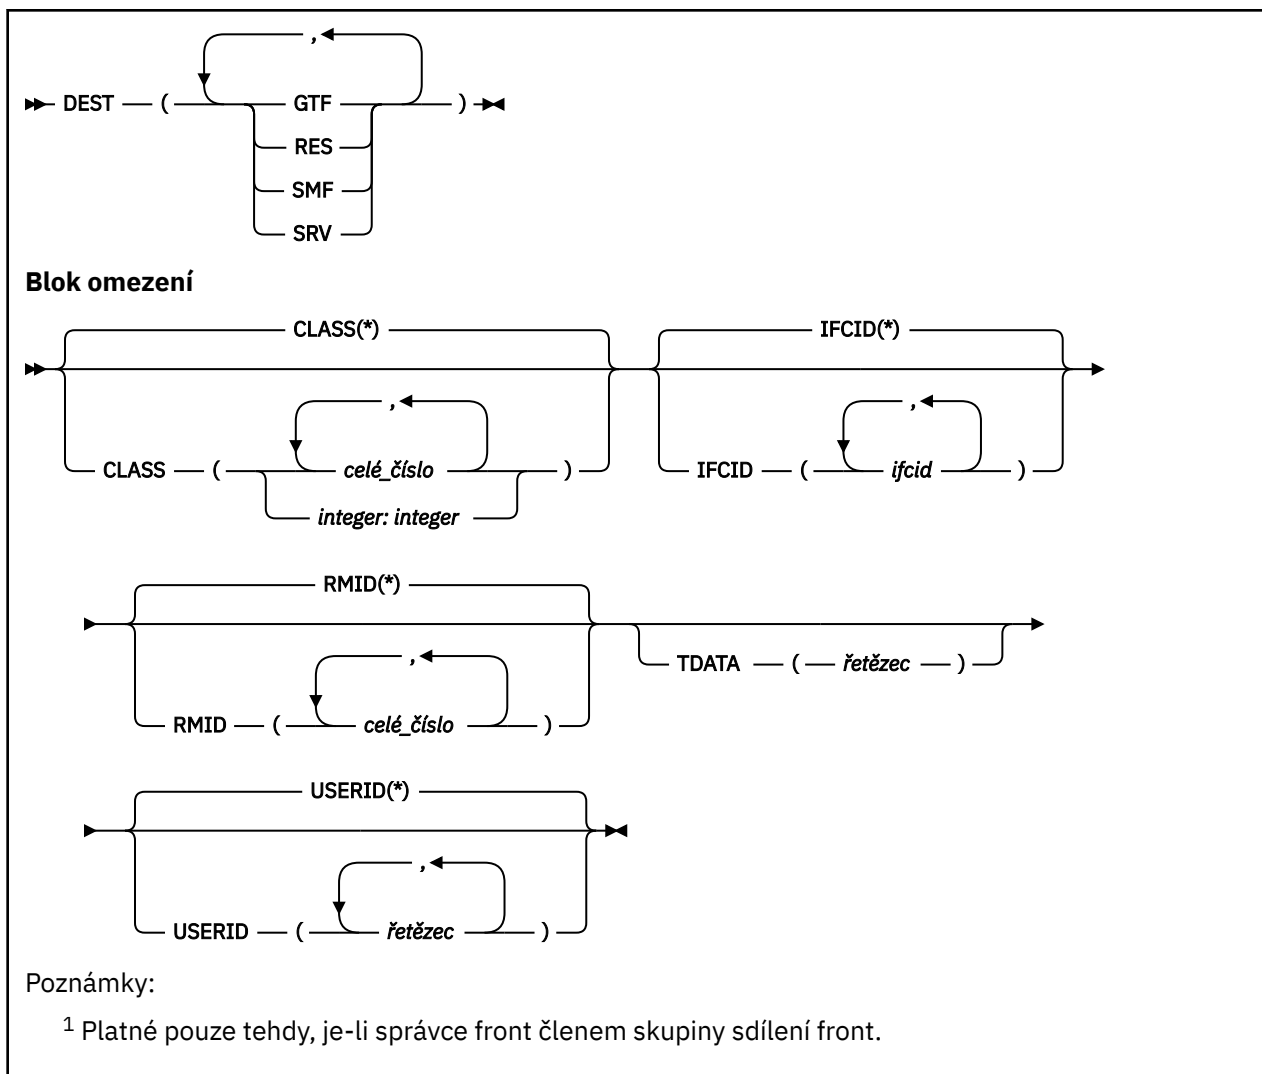 ,
DEST ( GTF )
RES
SMF
SRV
Blok omezení
CLASS(*) IFCID(*)
, ,
CLASS ( celé_číslo ) IFCID ( ifcid )
integer: integer
RMID(*)
,
TDATA ( řetězec )
RMID ( celé_číslo )
USERID(*)
,
USERID ( řetězec )
Poznámky:
1 Platné pouze tehdy, je-li správce front členem skupiny sdílení front.